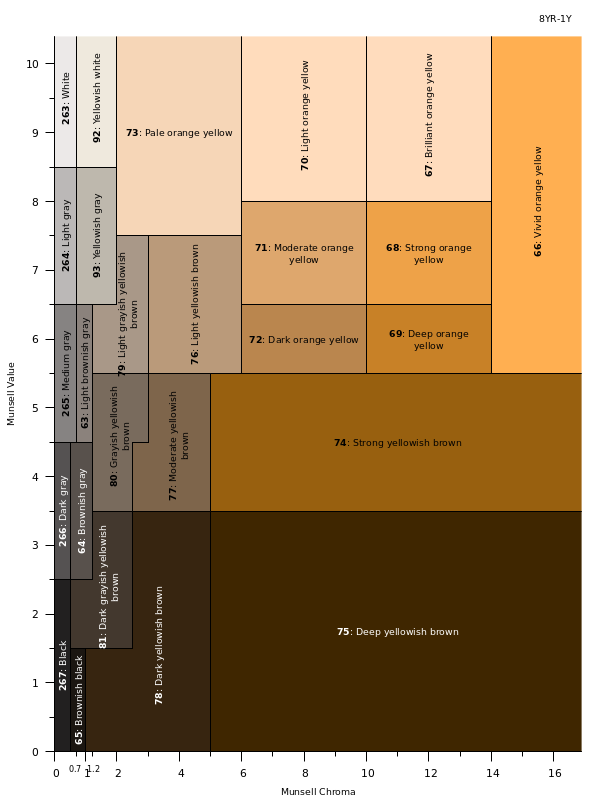 8YR-1Y
Munsell Value
10
9
8
7
6
5
4
3
2
1
0
263: White
92: Yellowish white
73: Pale orange yellow
70: Light orange yellow
67: Brilliant orange yellow
66: Vivid orange yellow
264: Light gray
93: Yellowish gray
79: Light grayish yellowish
brown
76: Light yellowish brown
71: Moderate orange
yellow
68: Strong orange
yellow
72: Dark orange yellow
69: Deep orange
yellow
265: Medium gray
63: Light brownish gray
80: Grayish yellowish
brown
77: Moderate yellowish
brown
74: Strong yellowish brown
266: Dark gray
64: Brownish gray
81: Dark grayish yellowish
brown
78: Dark yellowish brown
75: Deep yellowish brown
267: Black
65: Brownish black
0 0.7 1 1.2 2 4 6 8 10 12 14 16
Munsell Chroma